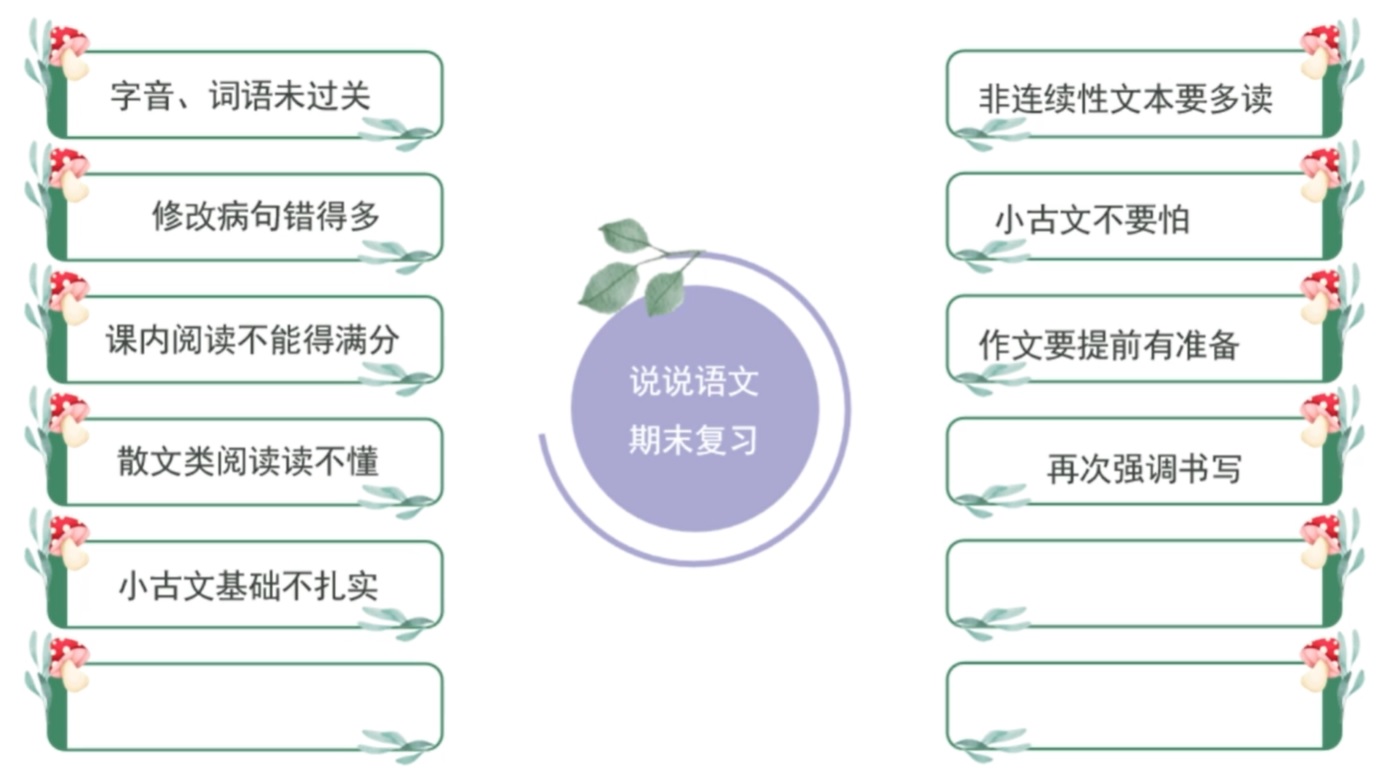 字音、词语未过关
修改病句错得多
课内阅读不能得满分
散文类阅读读不懂
小古文基础不扎实
说说语文
期末复习
非连续性文本要多读
小古文不要怕
作文要提前有准备
再次强调书写